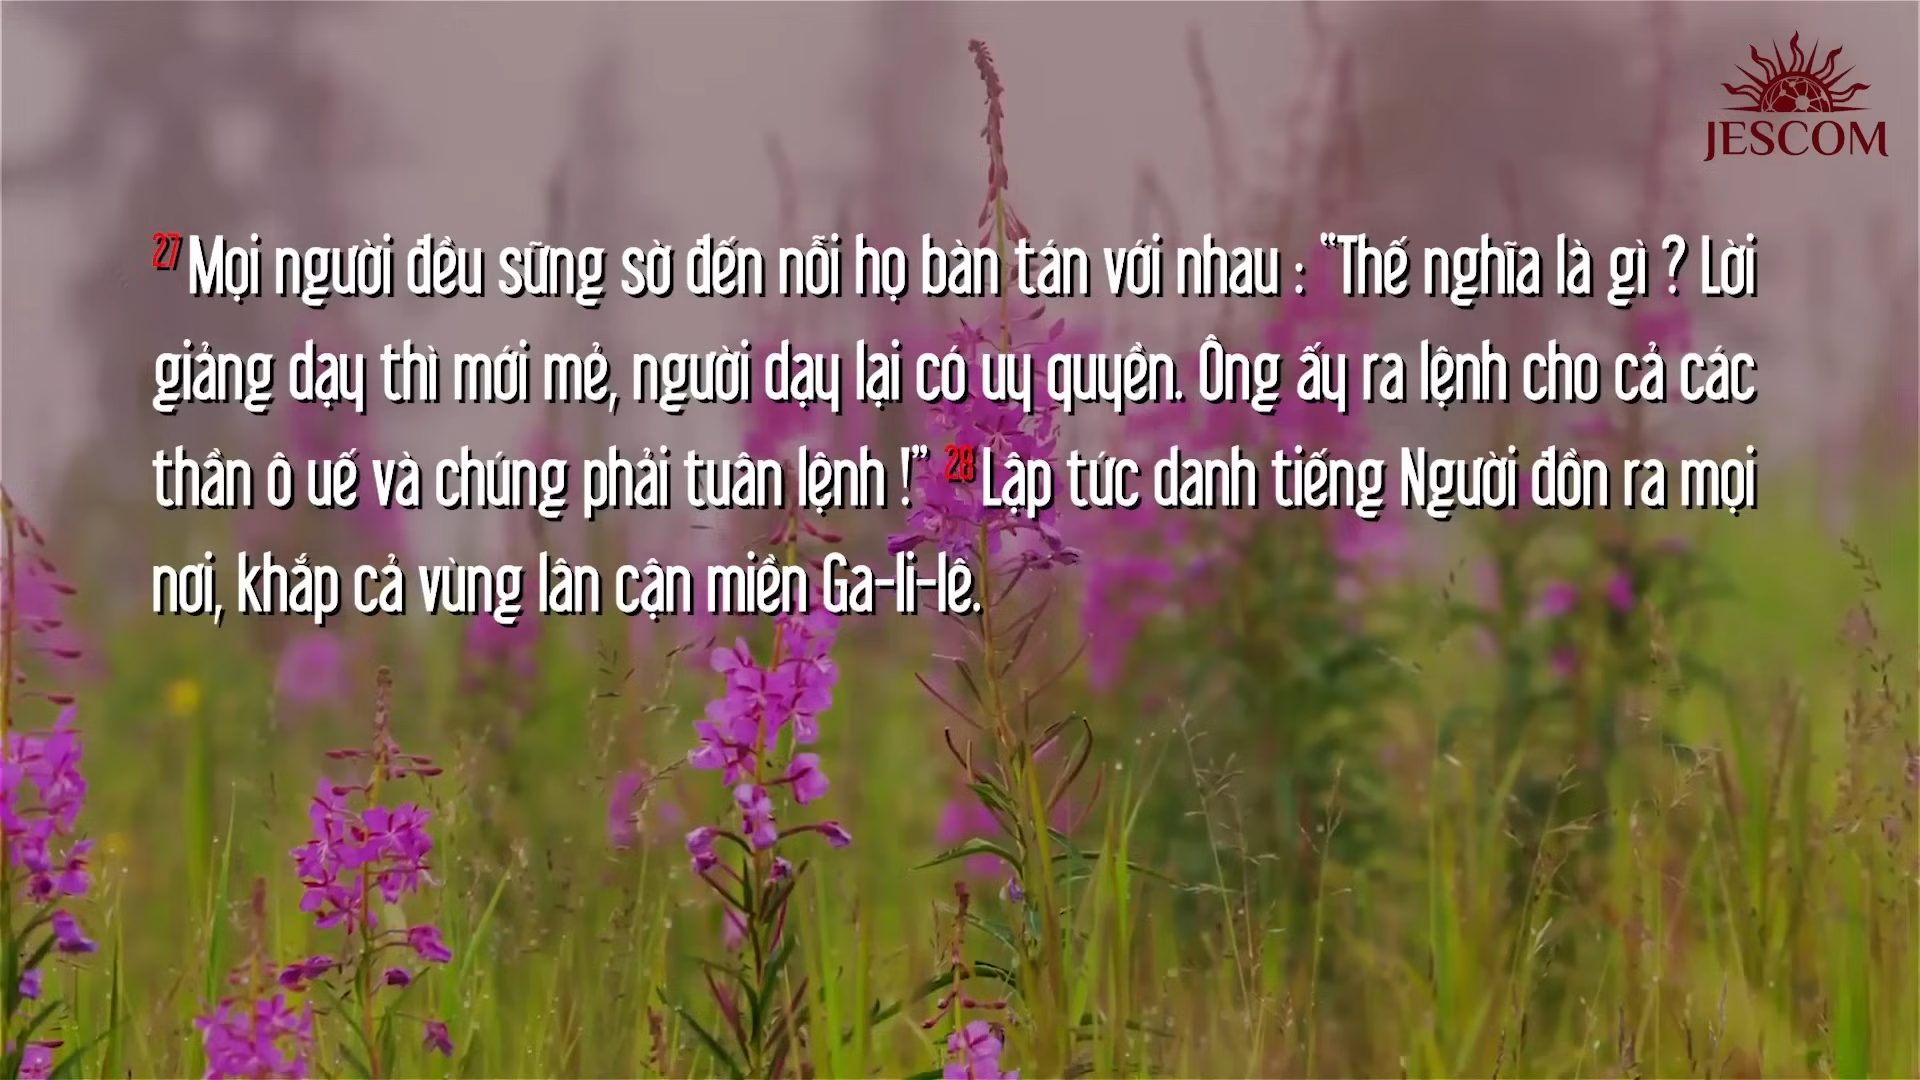 JESCOM
27 Mọi người đều sững sờ đến nỗi họ bàn tán với nhau : “Thế nghĩa là gì ? Lời
giảng dạy thì mới mẻ, người dạy lại có uy quyền. Ông ấy ra lệnh cho cả các
thần ô uế và chúng phải tuân lệnh !” 28 Lập tức danh tiếng Người đồn ra mọi
nơi, khắp cả vùng lân cận miền Ga-li-lê.